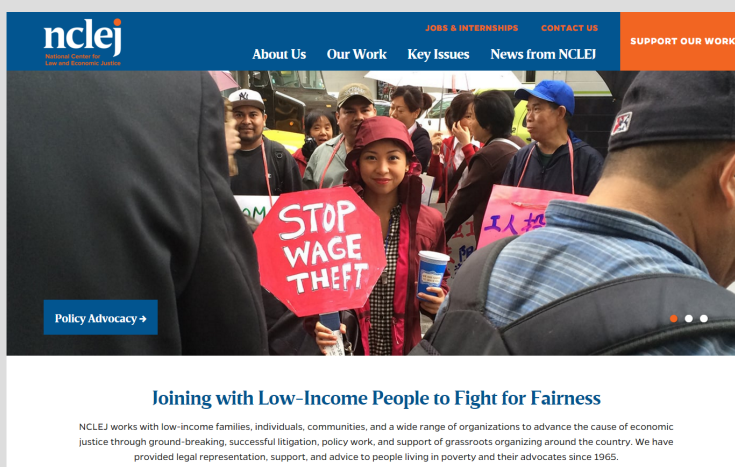 nclej
National Center for
Law and Economic Justice
JOBS & INTERNSHIPS CONTACT US
SUPPORT OUR WORK
About Us Our Work Key Issues News from NCLEJ
STOP
WAGE
THEFT
工人
Policy Advocacy →
Joining with Low-Income People to Fight for Fairness
NCLEJ works with low-income families, individuals, communities, and a wide range of organizations to advance the cause of economic
justice through ground-breaking, successful litigation, policy work, and support of grassroots organizing around the country. We have
provided legal representation, support, and advice to people living in poverty and their advocates since 1965.